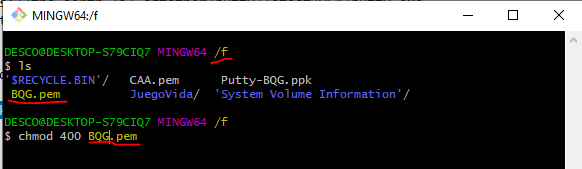 MINGW64:/f
DESCO@DESKTOP-S79CIQ7 MINGW64 /f
$ ls
'$RECYCLE.BIN'/ CAA.pem Putty-BQG.ppk
BQG.pem JuegoVida/ 'System Volume Information'/
DESCO@DESKTOP-S79CIQ7 MINGW64 /f
$ chmod 400 BQG.pem